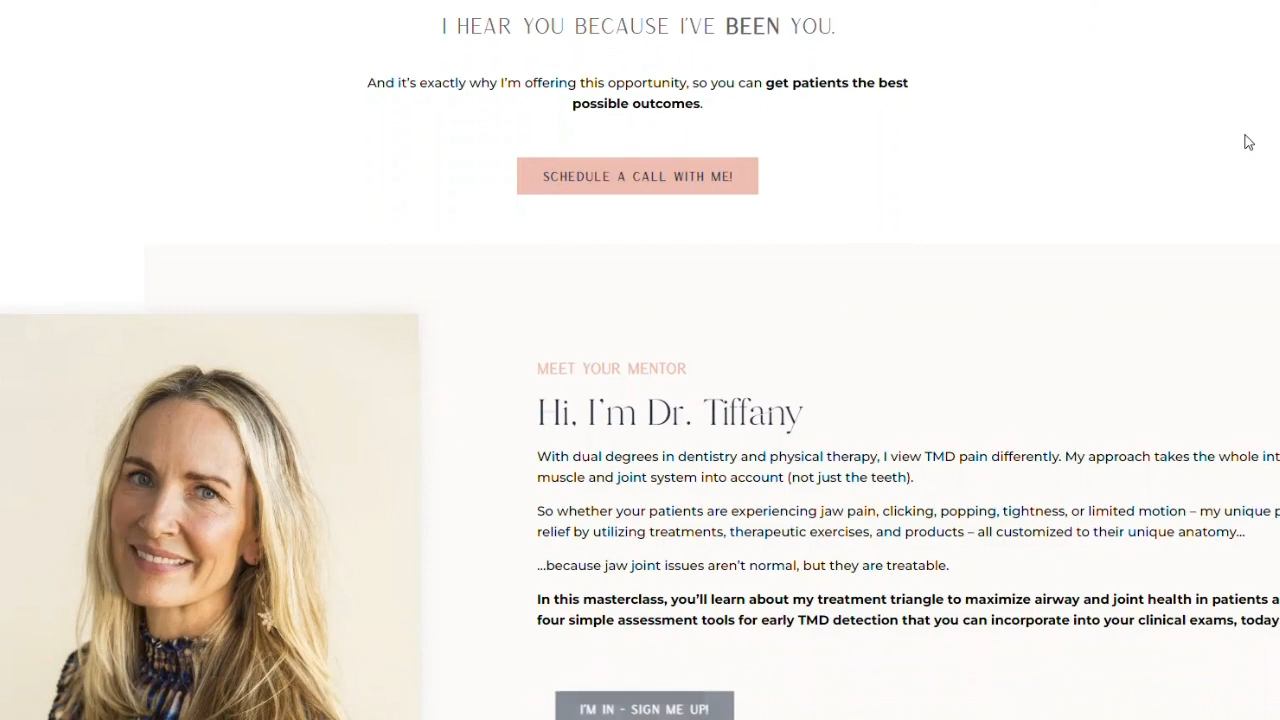 I HEAR YOU BECAUSE I'VE BEEN YOU.
And it's exactly why I'm offering this opportunity, so you can get patients the best
possible outcomes.
SCHEDULE A CALL WITH ME!
MEET YOUR MENTOR
Hi, I'm Dr. Tiffany
With dual degrees in dentistry and physical therapy, I view TMD pain differently. My approach takes the whole int
muscle and joint system into account (not just the teeth).
So whether your patients are experiencing jaw pain, clicking, popping, tightness, or limited motion – my unique p
relief by utilizing treatments, therapeutic exercises, and products – all customized to their unique anatomy...
...because jaw joint issues aren't normal, but they are treatable.
In this masterclass, you'll learn about my treatment triangle to maximize airway and joint health in patients a
four simple assessment tools for early TMD detection that you can incorporate into your clinical exams, today
I'M IN - SIGN ME UP!